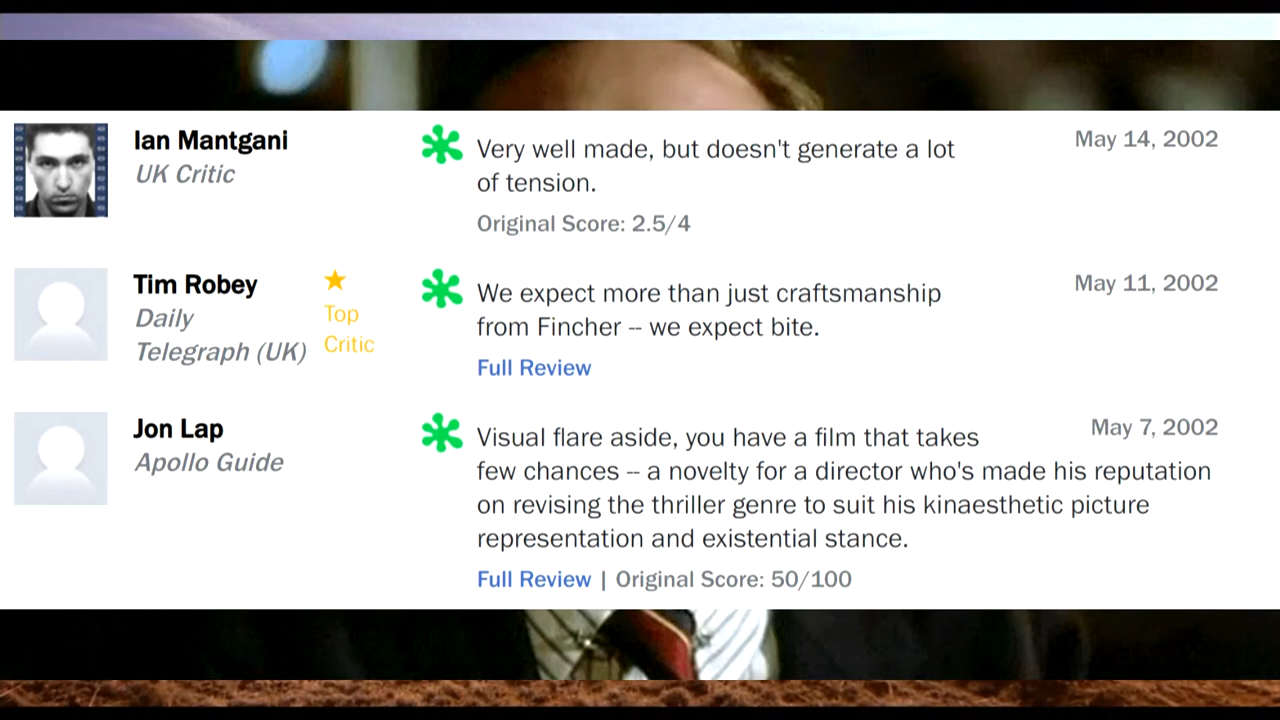 Ian Mantgani
UK Critic
Very well made, but doesn't generate a lot
of tension.
Original Score: 2.5/4
May 14, 2002
Tim Robey
Daily
Telegraph (UK)
Top
Critic
We expect more than just craftsmanship
from Fincher -- we expect bite.
Full Review
May 11, 2002
Jon Lap
Apollo Guide
Visual flare aside, you have a film that takes
few chances -- a novelty for a director who's made his reputation
on revising the thriller genre to suit his kinaesthetic picture
representation and existential stance.
Full Review | Original Score: 50/100
May 7, 2002